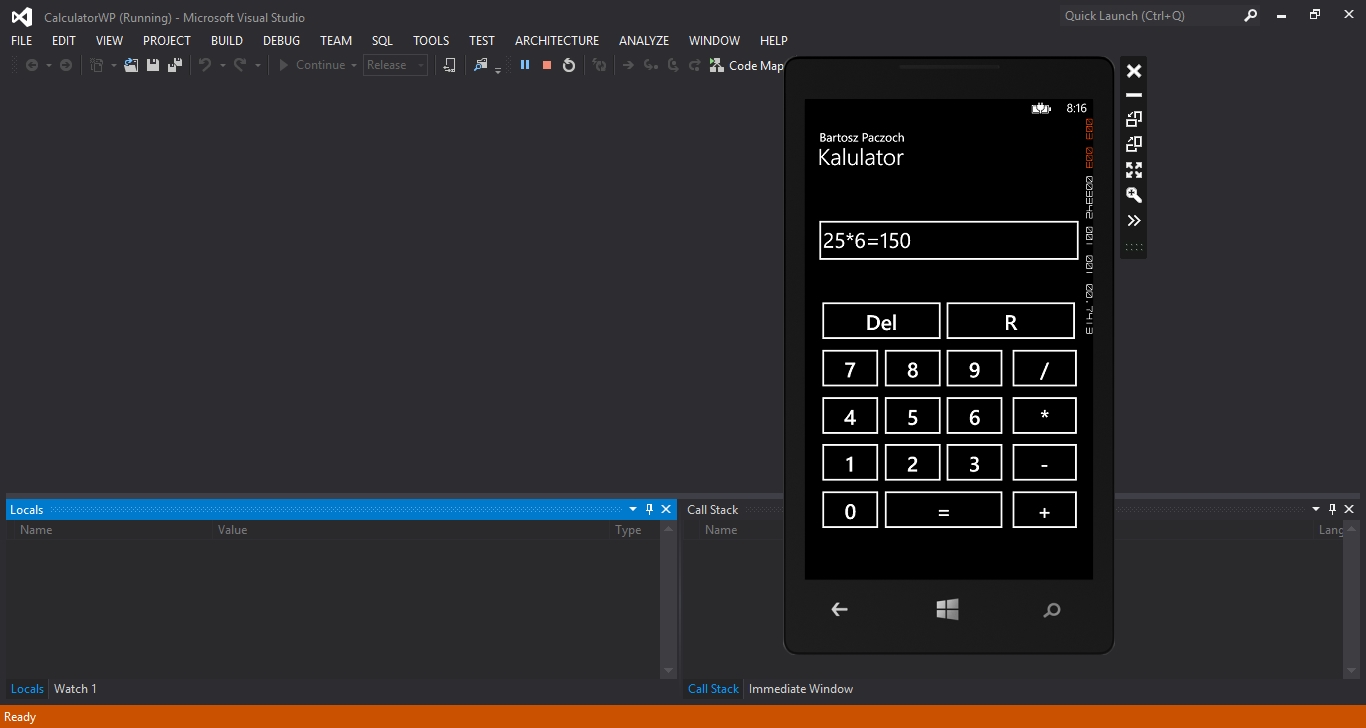 CalculatorWP (Running) - Microsoft Visual Studio
Quick Launch (Ctrl+Q)
FILE EDIT VIEW PROJECT BUILD DEBUG TEAM SQL TOOLS TEST ARCHITECTURE ANALYZE WINDOW HELP
Continue Release Code Map
8:16
Bartosz Paczoch
Kalulator
25*6=150
Del R
7 8 9 /
4 5 6 *
1 2 3 -
0 = +
Locals
Name Value Type
Call Stack
Name Lang
Locals Watch 1
Call Stack Immediate Window
Ready